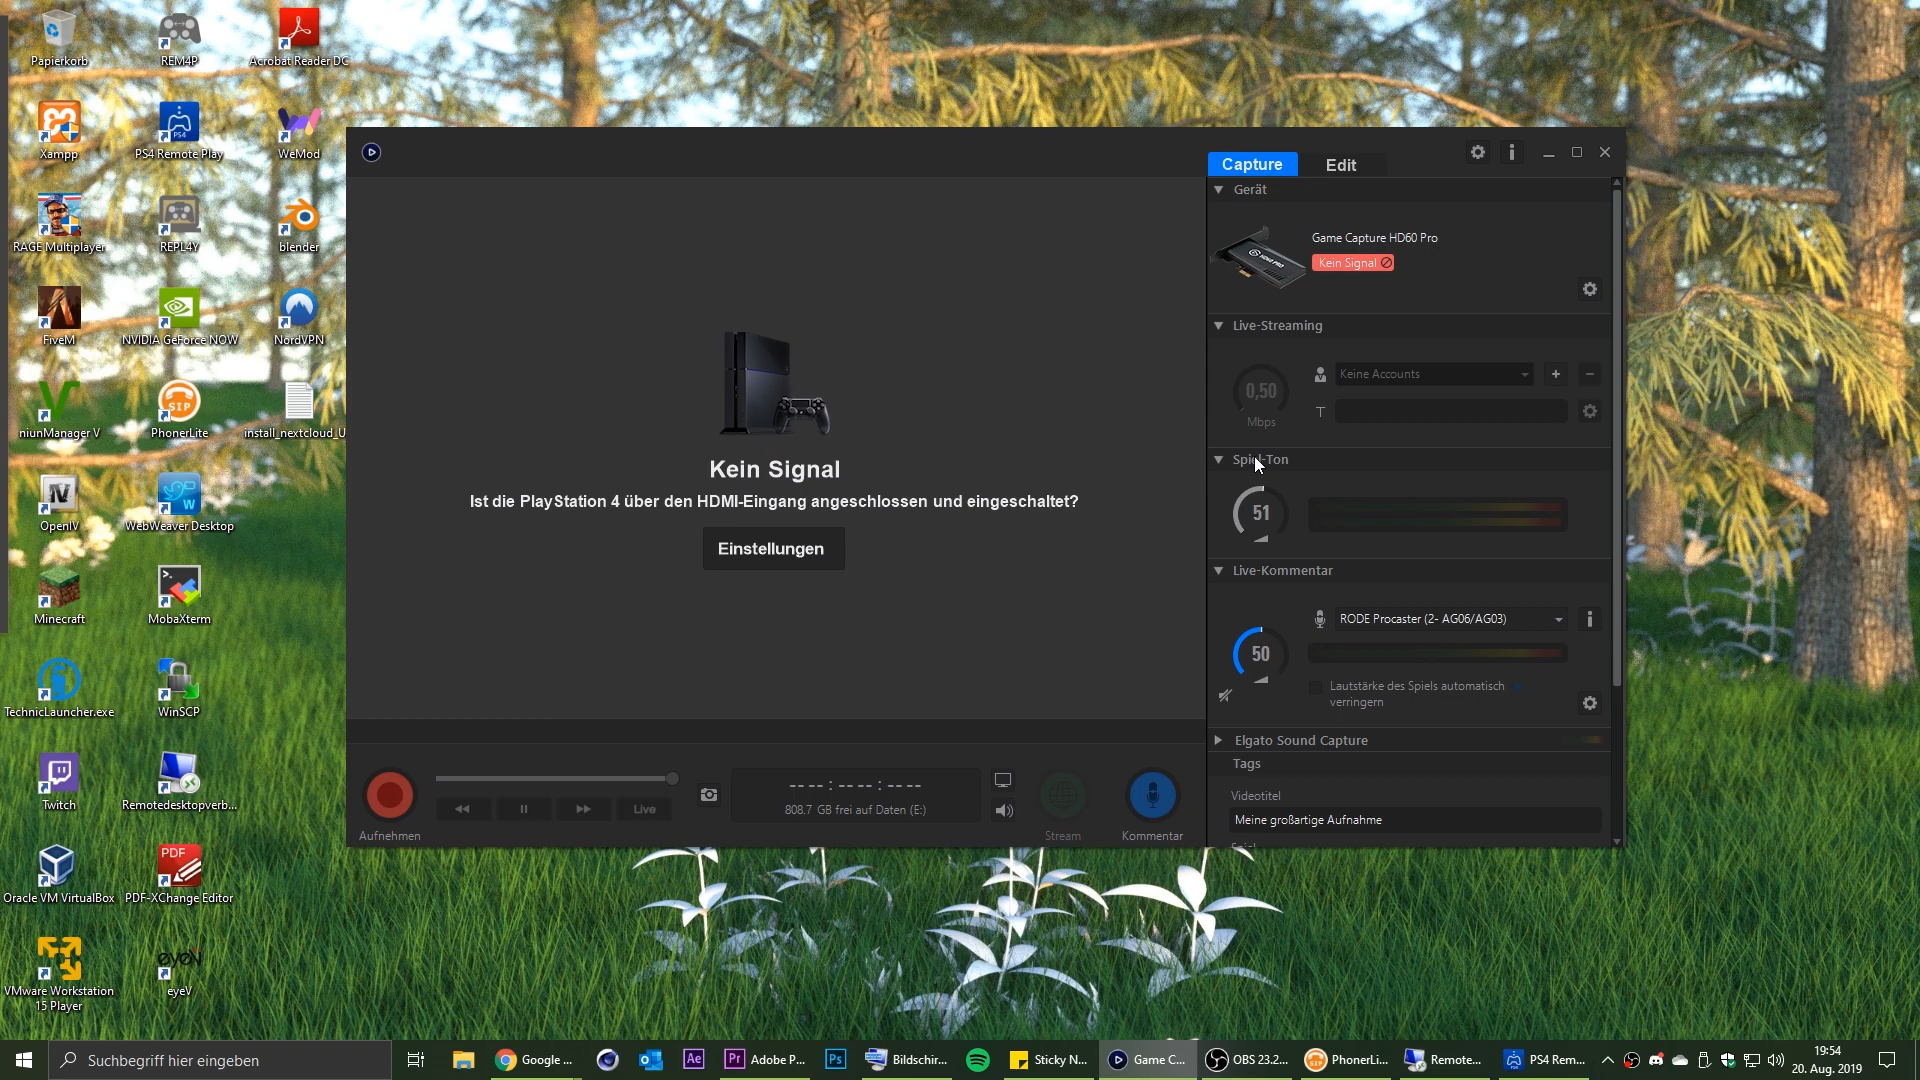 Papierkorb
REM4P
Acrobat Reader DC
Xampp
PS4 Remote Play
WeMod
RAGE Multiplayer
REPL4Y
blender
FiveM
NVIDIA GeForce NOW
NordVPN
niunManager V
PhonerLite
install_nextcloud_U
OpenIV
WebWeaver Desktop
Minecraft
MobaXterm
TechnicLauncher.exe
WinSCP
Twitch
Remotedesktopverb...
Oracle VM VirtualBox
PDF-XChange Editor
VMware Workstation
15 Player
eyeV
Capture
Edit
Gerät
Game Capture HD60 Pro
Kein Signal
Live-Streaming
0,50
Mbps
Keine Accounts
T
Spiel-Ton
51
Live-Kommentar
RODE Procaster (2- AG06/AG03)
50
Lautstärke des Spiels automatisch
verringern
Elgato Sound Capture
Tags
Videotitel
Meine großartige Aufnahme
Kein Signal
Ist die PlayStation 4 über den HDMI-Eingang angeschlossen und eingeschaltet?
Einstellungen
Live
----:----:----
808.7 GB frei auf Daten (E:)
Aufnehmen
Stream
Kommentar
Suchbegriff hier eingeben
Google ...
Adobe P...
Bildschir...
Sticky N...
Game C...
OBS 23.2...
PhonerLi...
Remote...
PS4 Rem...
19:54
20. Aug. 2019